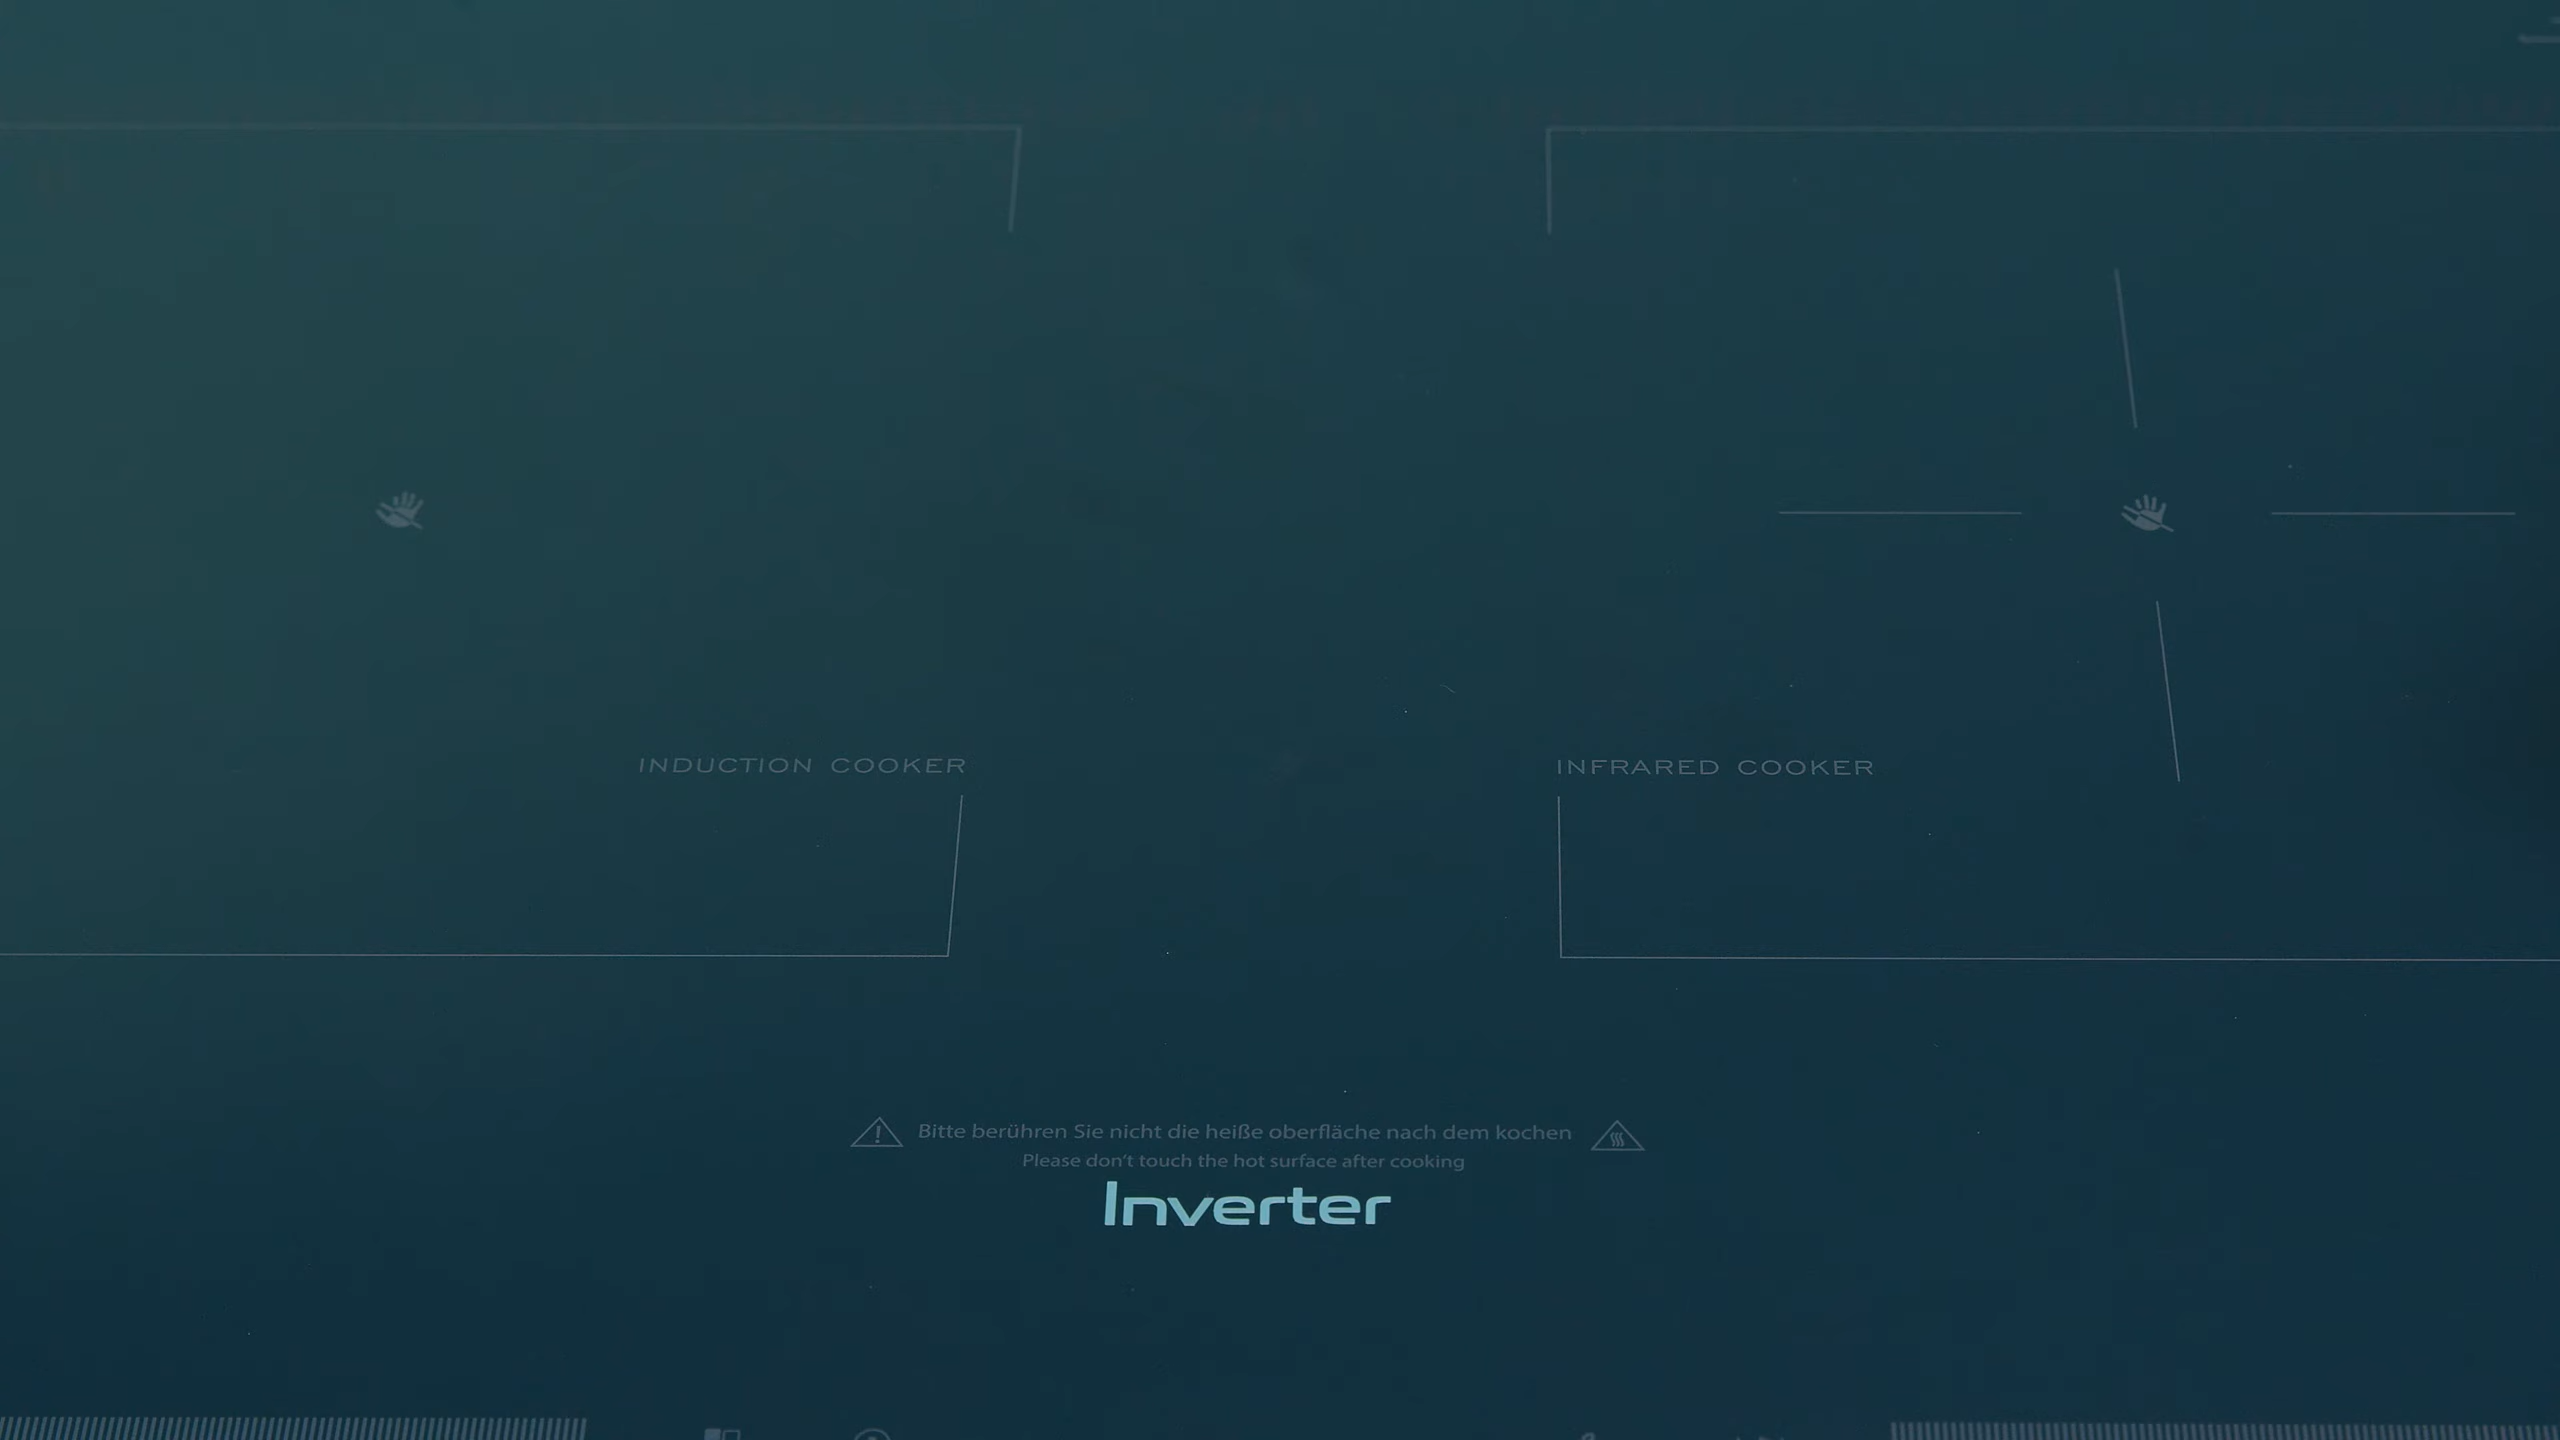 INDUCTION COOKER
INFRARED COOKER
Bitte berühren Sie nicht die heiße oberfläche nach dem kochen
Please don't touch the hot surface after cooking
Inverter